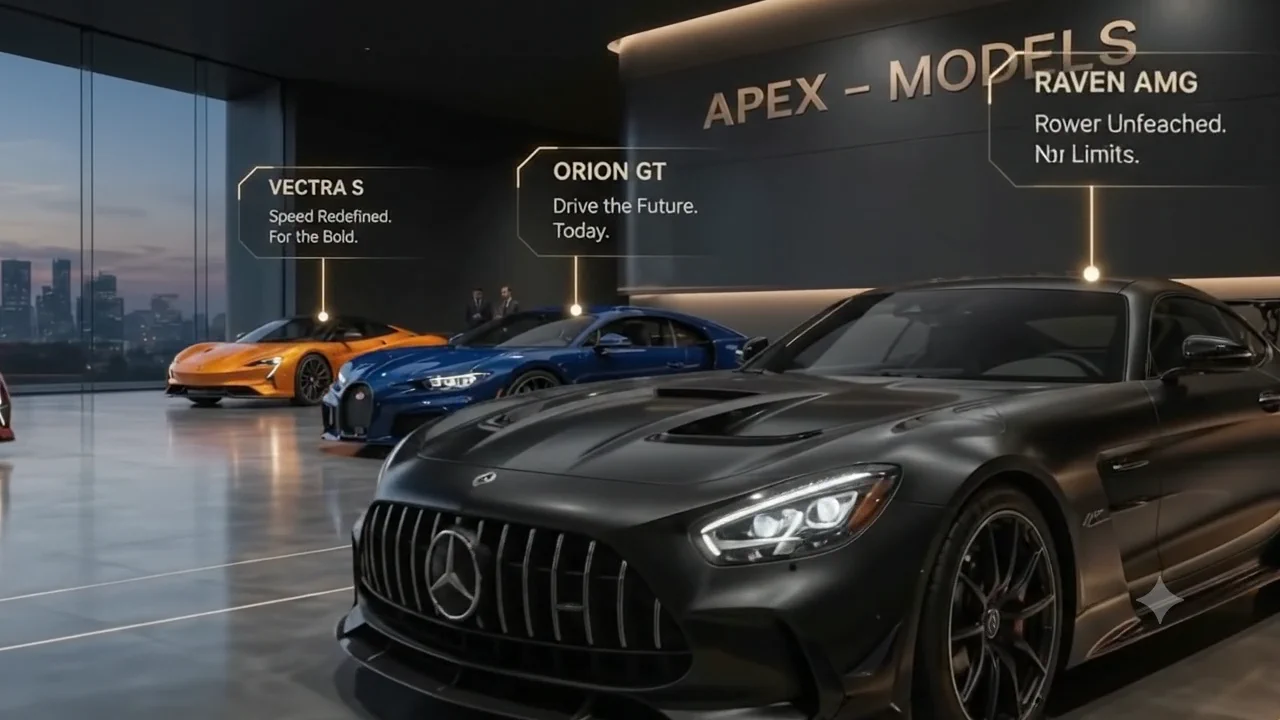 APEX – MODELS
VECTRA S
Speed Redefined.
For the Bold.
ORION GT
Drive the Future.
Today.
RAVEN AMG
Rower Unfeached.
Limits.